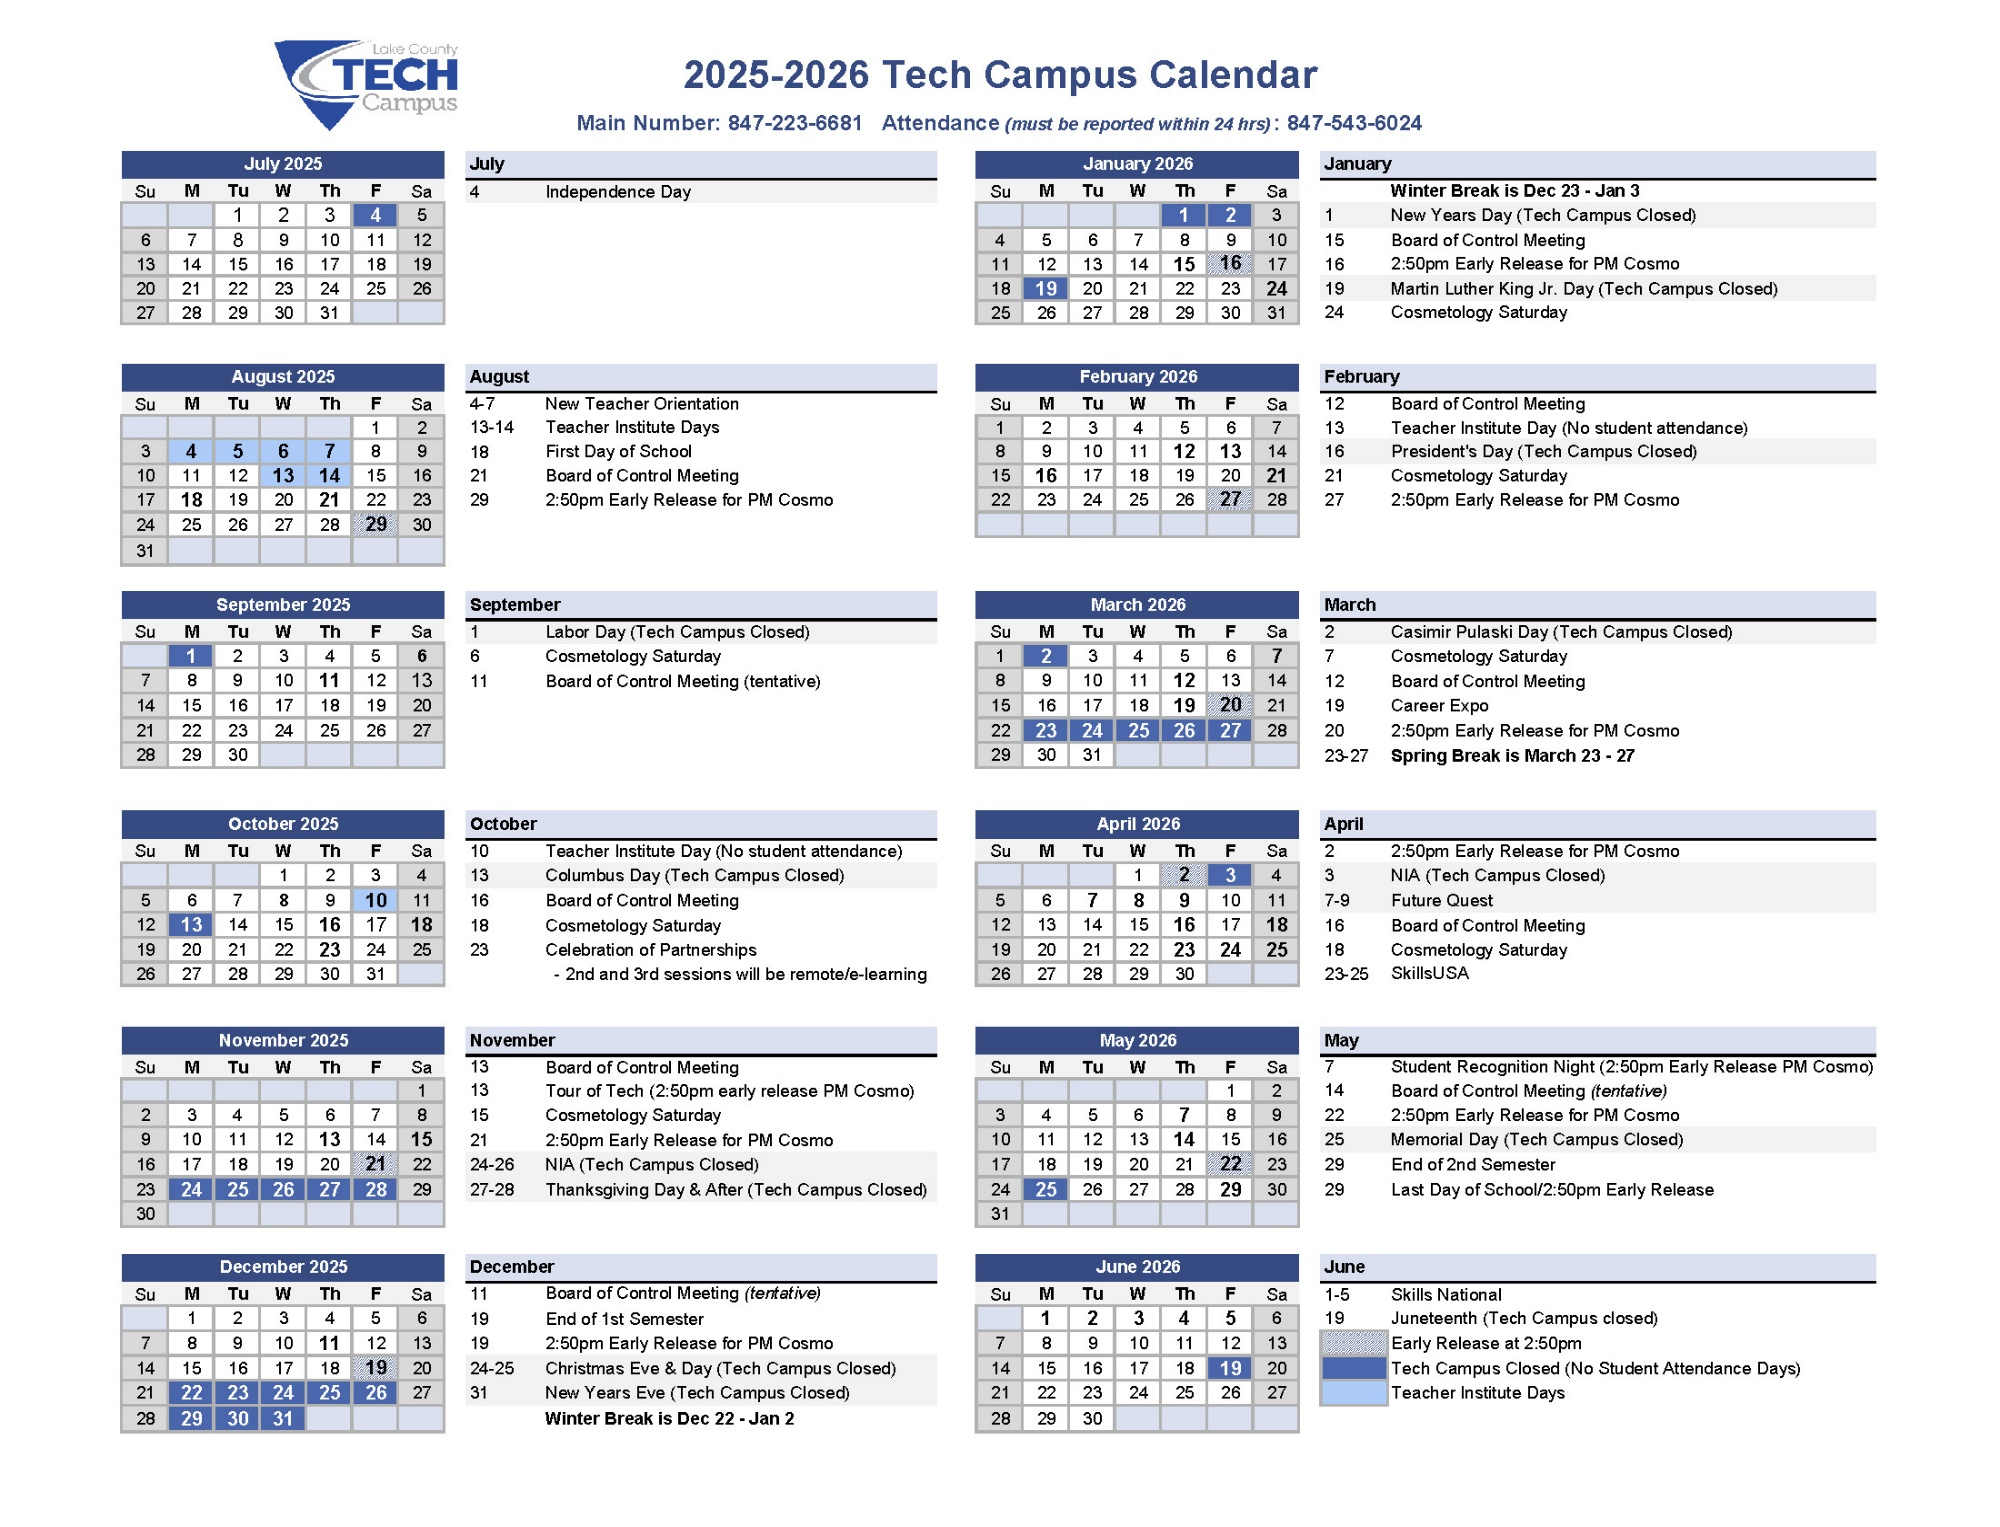 Lake County
TECH
Campus
2025-2026 Tech Campus Calendar
Main Number: 847-223-6681 Attendance (must be reported within 24 hrs) : 847-543-6024
July 2025
Su M Tu W Th F Sa
1 2 3 4 5
6 7 8 9 10 11 12
13 14 15 16 17 18 19
20 21 22 23 24 25 26
27 28 29 30 31
July
4 Independence Day
January 2026
Su M Tu W Th F Sa
1 2 3
4 5 6 7 8 9 10
11 12 13 14 15 16 17
18 19 20 21 22 23 24
25 26 27 28 29 30 31
January
Winter Break is Dec 23 - Jan 3
1 New Years Day (Tech Campus Closed)
15 Board of Control Meeting
16 2:50pm Early Release for PM Cosmo
19 Martin Luther King Jr. Day (Tech Campus Closed)
24 Cosmetology Saturday
August 2025
Su M Tu W Th F Sa
1 2
3 4 5 6 7 8 9
10 11 12 13 14 15 16
17 18 19 20 21 22 23
24 25 26 27 28 29 30
31
August
4-7 New Teacher Orientation
13-14 Teacher Institute Days
18 First Day of School
21 Board of Control Meeting
29 2:50pm Early Release for PM Cosmo
February 2026
Su M Tu W Th F Sa
1 2 3 4 5 6 7
8 9 10 11 12 13 14
15 16 17 18 19 20 21
22 23 24 25 26 27 28
February
12 Board of Control Meeting
13 Teacher Institute Day (No student attendance)
16 President's Day (Tech Campus Closed)
21 Cosmetology Saturday
27 2:50pm Early Release for PM Cosmo
September 2025
Su M Tu W Th F Sa
1 2 3 4 5 6
7 8 9 10 11 12 13
14 15 16 17 18 19 20
21 22 23 24 25 26 27
28 29 30
September
1 Labor Day (Tech Campus Closed)
6 Cosmetology Saturday
11 Board of Control Meeting (tentative)
March 2026
Su M Tu W Th F Sa
1 2 3 4 5 6 7
8 9 10 11 12 13 14
15 16 17 18 19 20 21
22 23 24 25 26 27 28
29 30 31
March
2 Casimir Pulaski Day (Tech Campus Closed)
7 Cosmetology Saturday
12 Board of Control Meeting
19 Career Expo
20 2:50pm Early Release for PM Cosmo
23-27 Spring Break is March 23 - 27
October 2025
Su M Tu W Th F Sa
1 2 3 4
5 6 7 8 9 10 11
12 13 14 15 16 17 18
19 20 21 22 23 24 25
26 27 28 29 30 31
October
10 Teacher Institute Day (No student attendance)
13 Columbus Day (Tech Campus Closed)
16 Board of Control Meeting
18 Cosmetology Saturday
23 Celebration of Partnerships
- 2nd and 3rd sessions will be remote/e-learning
April 2026
Su M Tu W Th F Sa
1 2 3 4
5 6 7 8 9 10 11
12 13 14 15 16 17 18
19 20 21 22 23 24 25
26 27 28 29 30
April
2 2:50pm Early Release for PM Cosmo
3 NIA (Tech Campus Closed)
7-9 Future Quest
16 Board of Control Meeting
18 Cosmetology Saturday
23-25 SkillsUSA
November 2025
Su M Tu W Th F Sa
1
2 3 4 5 6 7 8
9 10 11 12 13 14 15
16 17 18 19 20 21 22
23 24 25 26 27 28 29
30
November
13 Board of Control Meeting
13 Tour of Tech (2:50pm early release PM Cosmo)
15 Cosmetology Saturday
21 2:50pm Early Release for PM Cosmo
24-26 NIA (Tech Campus Closed)
27-28 Thanksgiving Day & After (Tech Campus Closed)
May 2026
Su M Tu W Th F Sa
1 2
3 4 5 6 7 8 9
10 11 12 13 14 15 16
17 18 19 20 21 22 23
24 25 26 27 28 29 30
31
May
7 Student Recognition Night (2:50pm Early Release PM Cosmo)
14 Board of Control Meeting (tentative)
22 2:50pm Early Release for PM Cosmo
25 Memorial Day (Tech Campus Closed)
29 End of 2nd Semester
29 Last Day of School/2:50pm Early Release
December 2025
Su M Tu W Th F Sa
1 2 3 4 5 6
7 8 9 10 11 12 13
14 15 16 17 18 19 20
21 22 23 24 25 26 27
28 29 30 31
December
11 Board of Control Meeting (tentative)
19 End of 1st Semester
19 2:50pm Early Release for PM Cosmo
24-25 Christmas Eve & Day (Tech Campus Closed)
31 New Years Eve (Tech Campus Closed)
Winter Break is Dec 22 - Jan 2
June 2026
Su M Tu W Th F Sa
1 2 3 4 5 6
7 8 9 10 11 12 13
14 15 16 17 18 19 20
21 22 23 24 25 26 27
28 29 30
June
1-5 Skills National
19 Juneteenth (Tech Campus closed)
Early Release at 2:50pm
Tech Campus Closed (No Student Attendance Days)
Teacher Institute Days